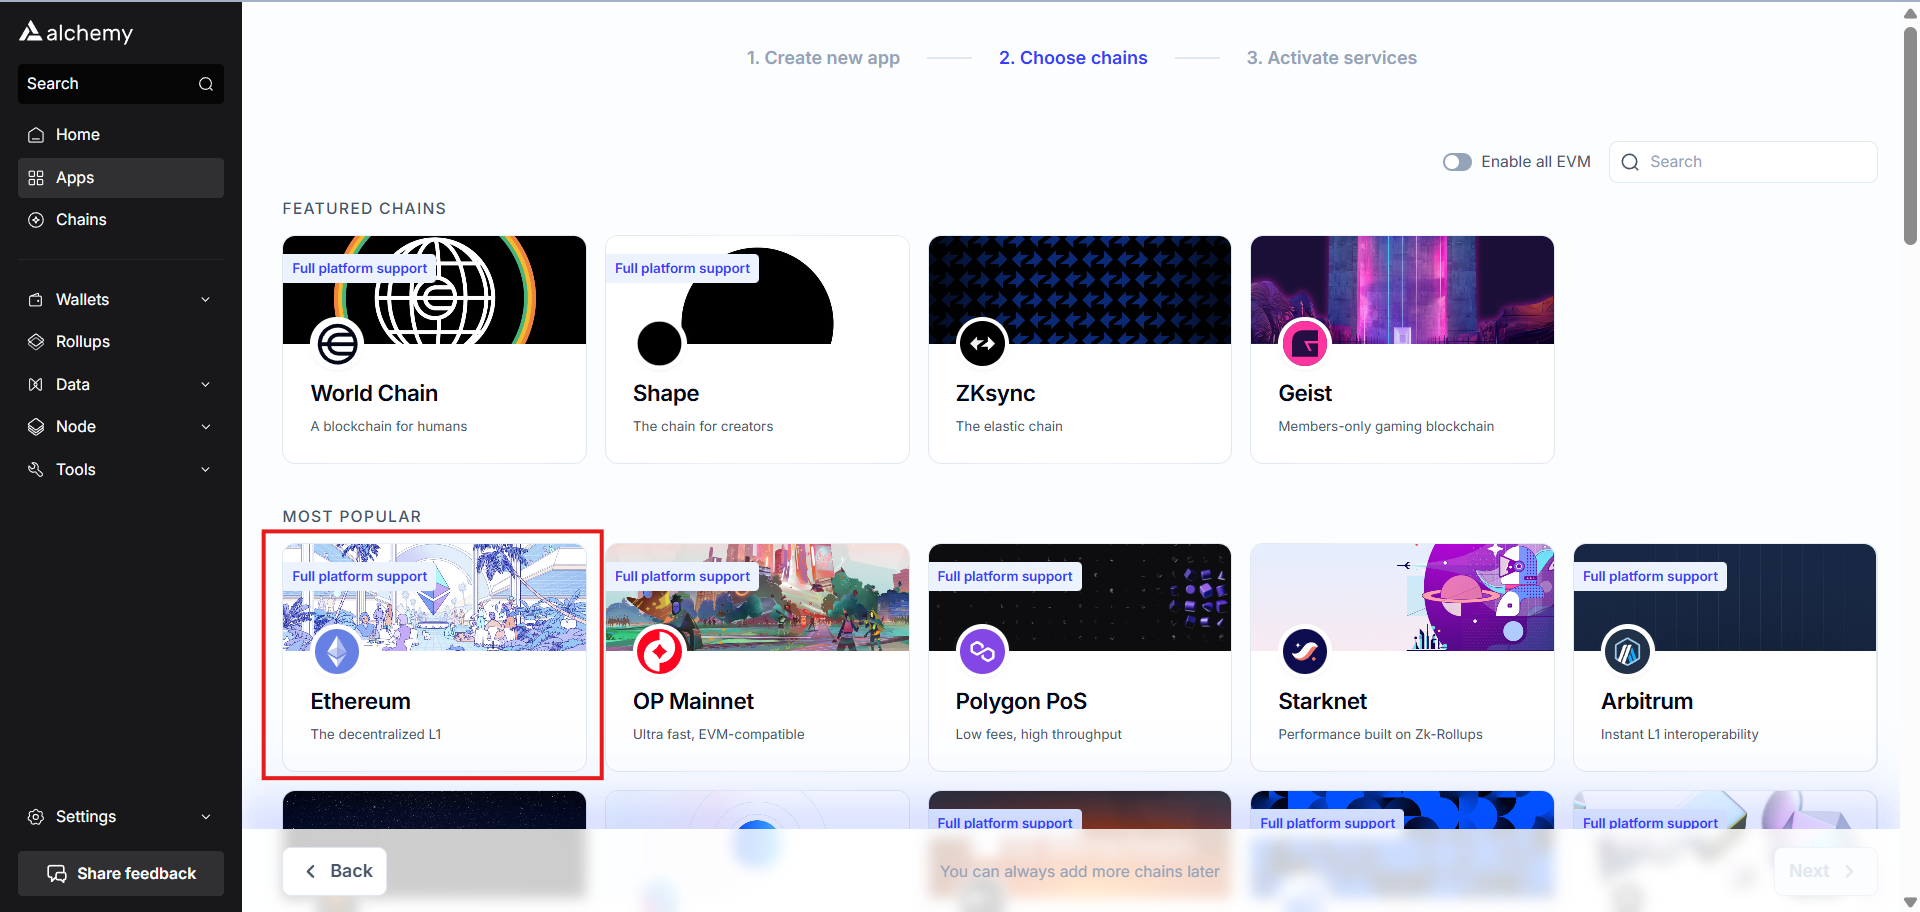 alchemy
Search
Home
Apps
Chains
Wallets
Rollups
Data
Node
Tools
Settings
Share feedback
1. Create new app
2. Choose chains
3. Activate services
Enable all EVM
Search
FEATURED CHAINS
Full platform support
World Chain
A blockchain for humans
Full platform support
Shape
The chain for creators
ZKsync
The elastic chain
Geist
Members-only gaming blockchain
MOST POPULAR
Full platform support
Ethereum
The decentralized L1
Full platform support
OP Mainnet
Ultra fast, EVM-compatible
Full platform support
Polygon PoS
Low fees, high throughput
Starknet
Performance built on Zk-Rollups
Full platform support
Arbitrum
Instant L1 interoperability
Full platform support
Full platform support
Full platform support
Back
You can always add more chains later
Next